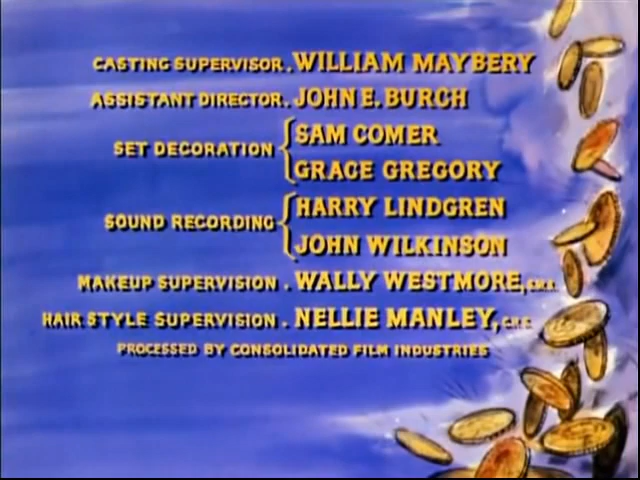 CASTING SUPERVISOR . WILLIAM MAYBERY
ASSISTANT DIRECTOR . JOHN E. BURCH
SET DECORATION { SAM COMER
GRACE GREGORY
SOUND RECORDING { HARRY LINDGREN
JOHN WILKINSON
MAKEUP SUPERVISION . WALLY WESTMORE,
HAIR STYLE SUPERVISION . NELLIE MANLEY,
PROCESSED BY CONSOLIDATED FILM INDUSTRIES